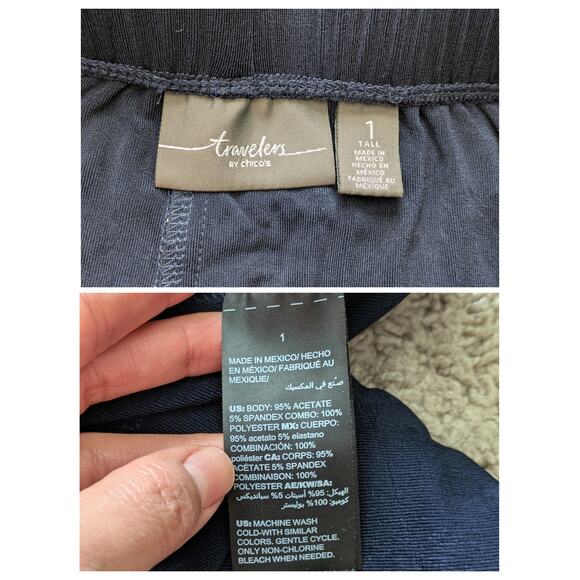 travelers
BY chico's
1
TALL
MADE IN
MEXICO
HECHO EN
MÉXICO
FABRIQUÉ AU
MEXIQUE
1
MADE IN MEXICO/ HECHO
EN MÉXICO/ FABRIQUÉ AU
MEXIQUE/
صنع في المكسيك
US: BODY: 95% ACETATE
5% SPANDEX COMBO: 100%
POLYESTER MX: CUERPO:
95% acetato 5% elastano
COMBINACIÓN: 100%
poliéster CA: CORPS: 95%
ACÉTATE 5% SPANDEX
COMBINAISON: 100%
POLYESTER AE/KW/SA:
الهيكل: 95% أسيتات 5% سبانديكس
كومبو: 100% بوليستر
US: MACHINE WASH
COLD-WITH SIMILAR
COLORS. GENTLE CYCLE.
ONLY NON-CHLORINE
BLEACH WHEN NEEDED.